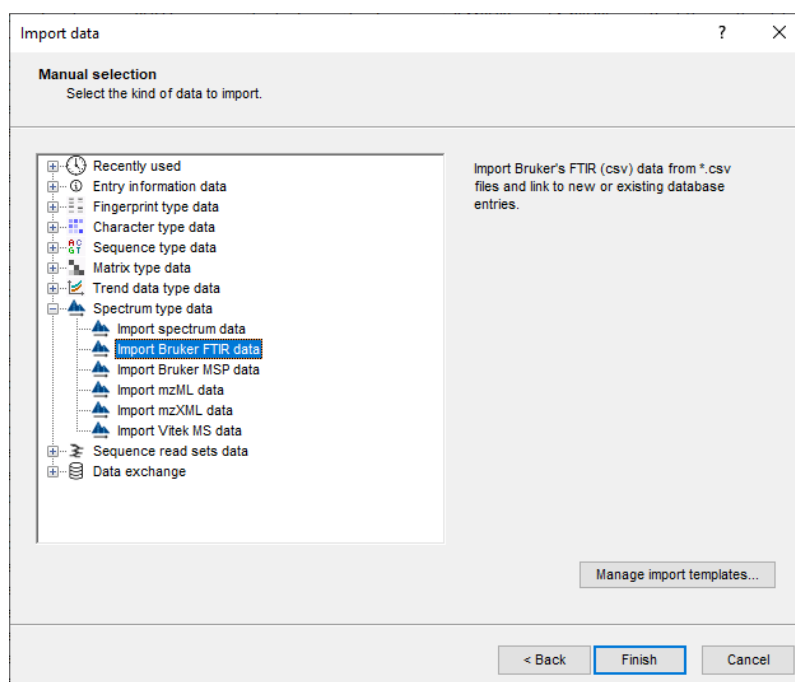 Import data
?
Manual selection
Select the kind of data to import.
Recently used
Entry information data
Fingerprint type data
Character type data
Sequence type data
Matrix type data
Trend data type data
Spectrum type data
Import spectrum data
Import Bruker FTIR data
Import Bruker MSP data
Import mzML data
Import mzXML data
Import Vitek MS data
Sequence read sets data
Data exchange
Import Bruker's FTIR (csv) data from *.csv
files and link to new or existing database
entries.
Manage import templates...
< Back
Finish
Cancel